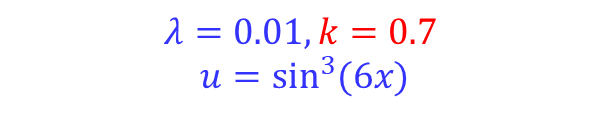 λ = 0.01, k = 0.7
u = sin³(6x)